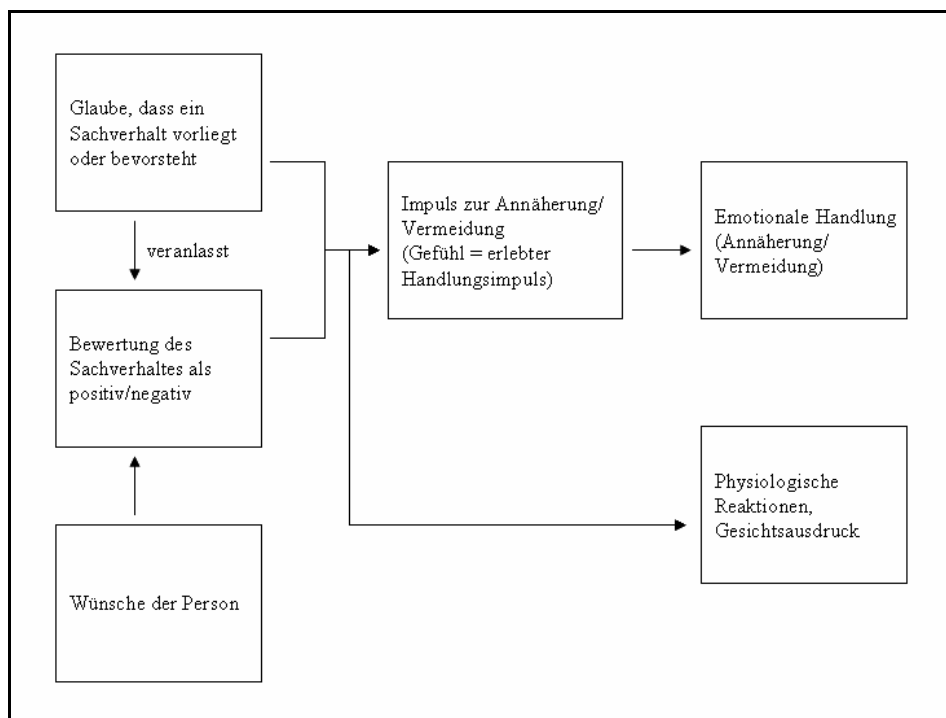 Glaube, dass ein
Sachverhalt vorliegt
oder bevorsteht
veranlasst
Bewertung des
Sachverhaltes als
positiv/negativ
Wünsche der Person
Impuls zur Annäherung/
Vermeidung
(Gefühl = erlebter
Handlungsimpuls)
Emotionale Handlung
(Annäherung/
Vermeidung)
Physiologische
Reaktionen,
Gesichtsausdruck